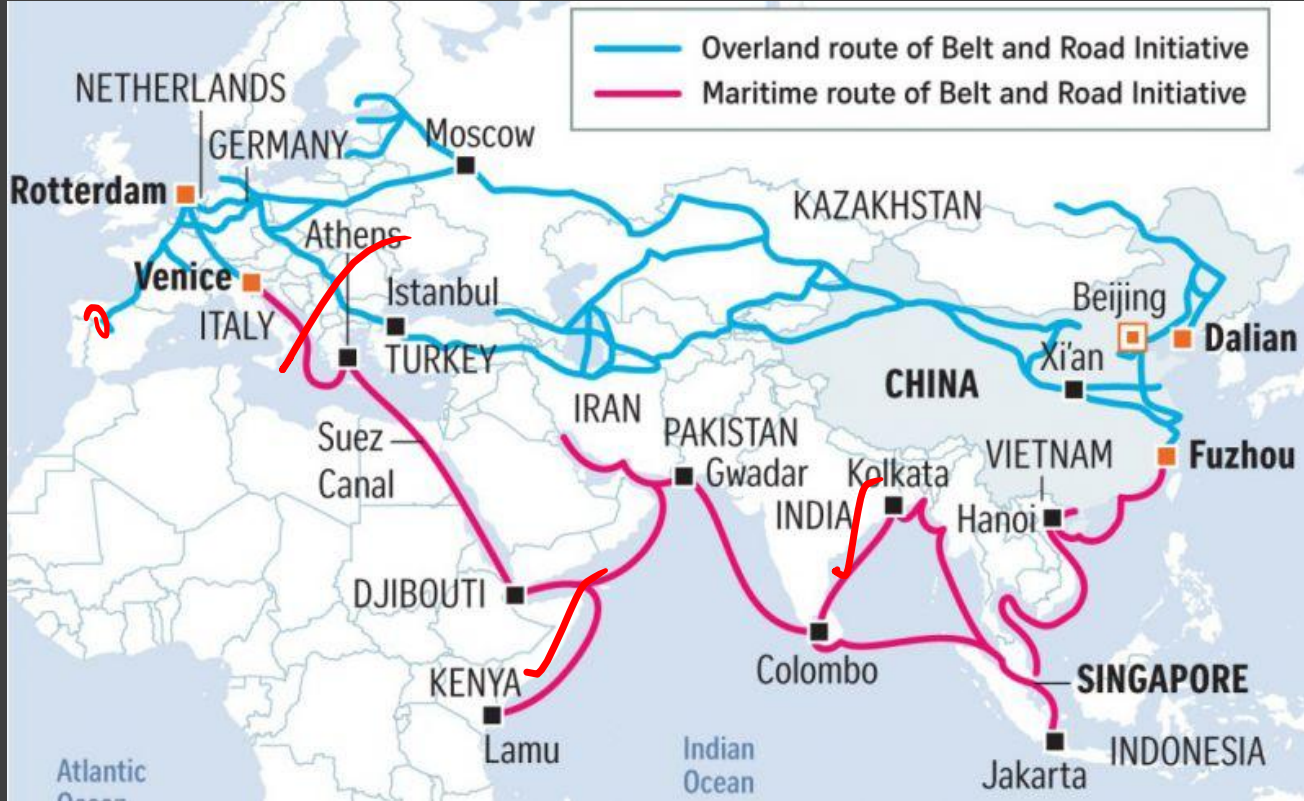 Overland route of Belt and Road Initiative
Maritime route of Belt and Road Initiative
NETHERLANDS
GERMANY
Moscow
Rotterdam
KAZAKHSTAN
Athens
Venice
Istanbul
Beijing
ITALY
Dalian
TURKEY
Xi'an
CHINA
IRAN
PAKISTAN
Suez
Canal
VIETNAM
Fuzhou
Gwadar
Kolkata
INDIA
Hanoi
DJIBOUTI
Colombo
KENYA
SINGAPORE
Lamu
Indian
Ocean
Jakarta
INDONESIA
Atlantic
Ocean